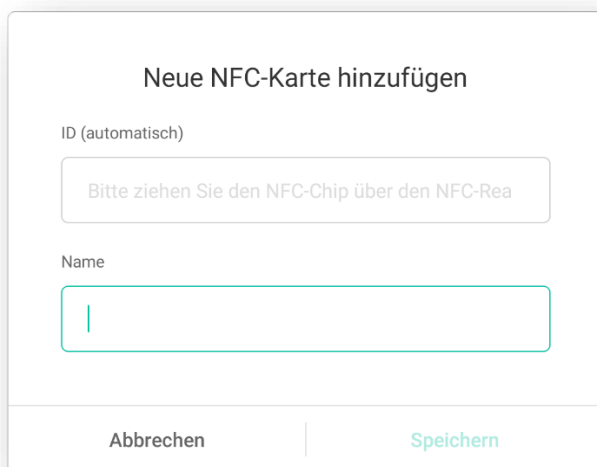 Neue NFC-Karte hinzufügen
ID (automatisch)
Bitte ziehen Sie den NFC-Chip über den NFC-Rea
Name
Abbrechen
Speichern